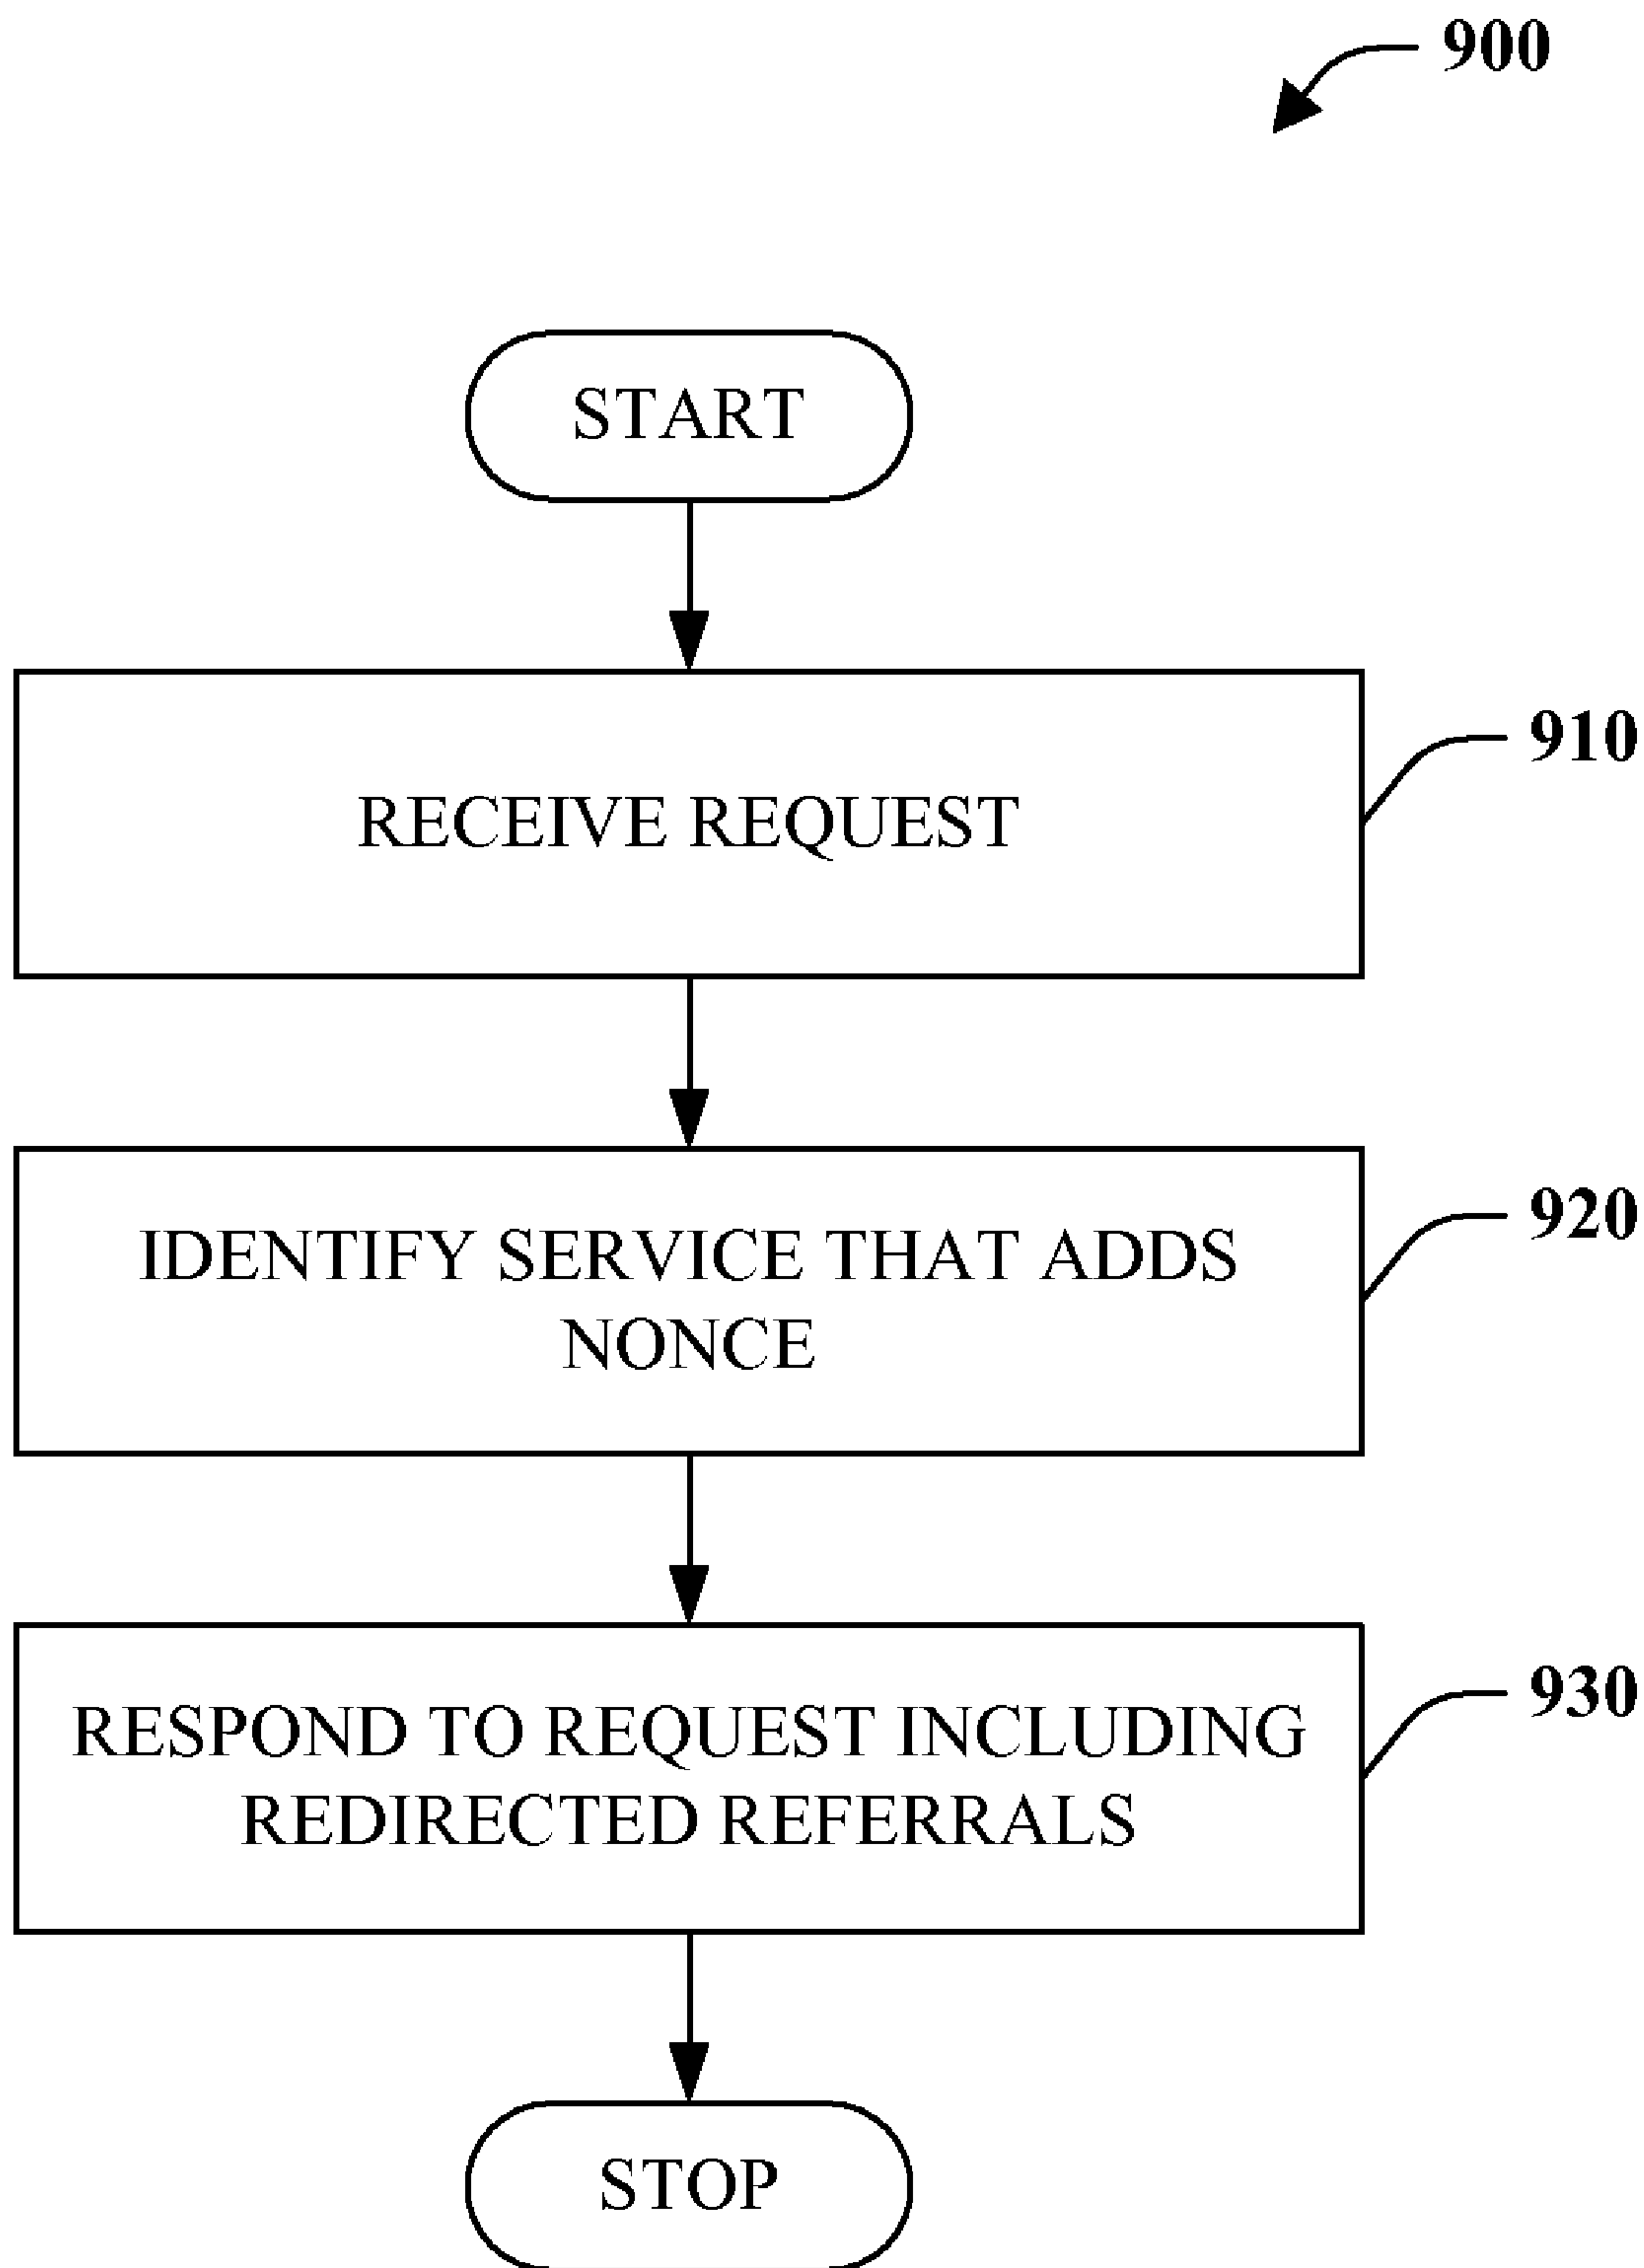 900
START
RECEIVE REQUEST
910
IDENTIFY SERVICE THAT ADDS
NONCE
920
RESPOND TO REQUEST INCLUDING
REDIRECTED REFERRALS
930
STOP